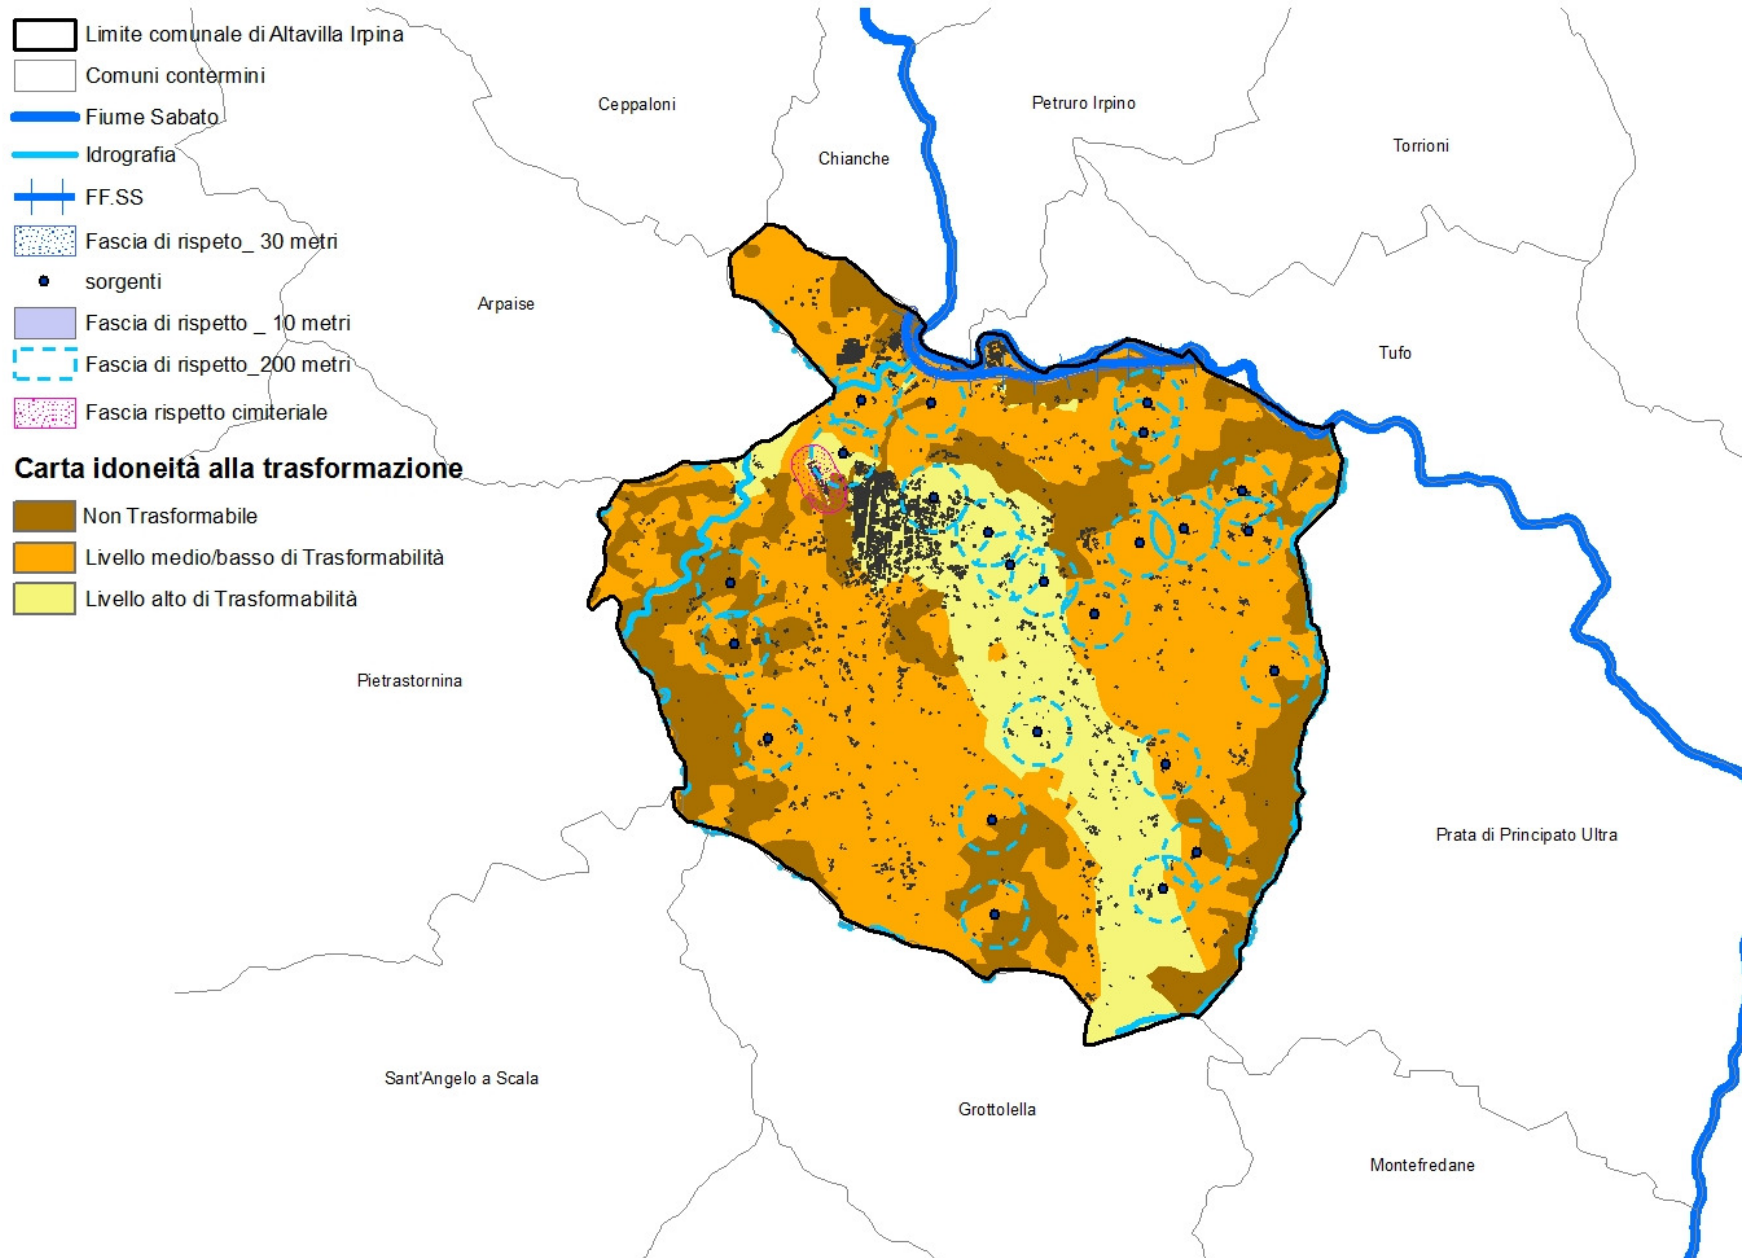 Limite comunale di Altavilla Irpina
Comuni contermini
Fiume Sabato
Idrografia
FF.SS
Fascia di rispeto_ 30 metri
sorgenti
Fascia di rispetto _ 10 metri
Fascia di rispetto_200 metri
Fascia rispetto cimiteriale
Carta idoneità alla trasformazione
Non Trasformabile
Livello medio/basso di Trasformabilità
Livello alto di Trasformabilità
Ceppaloni
Petruro Irpino
Chianche
Torrioni
Arpaise
Tufo
Pietrastornina
Prata di Principato Ultra
Sant'Angelo a Scala
Grottolella
Montefredane